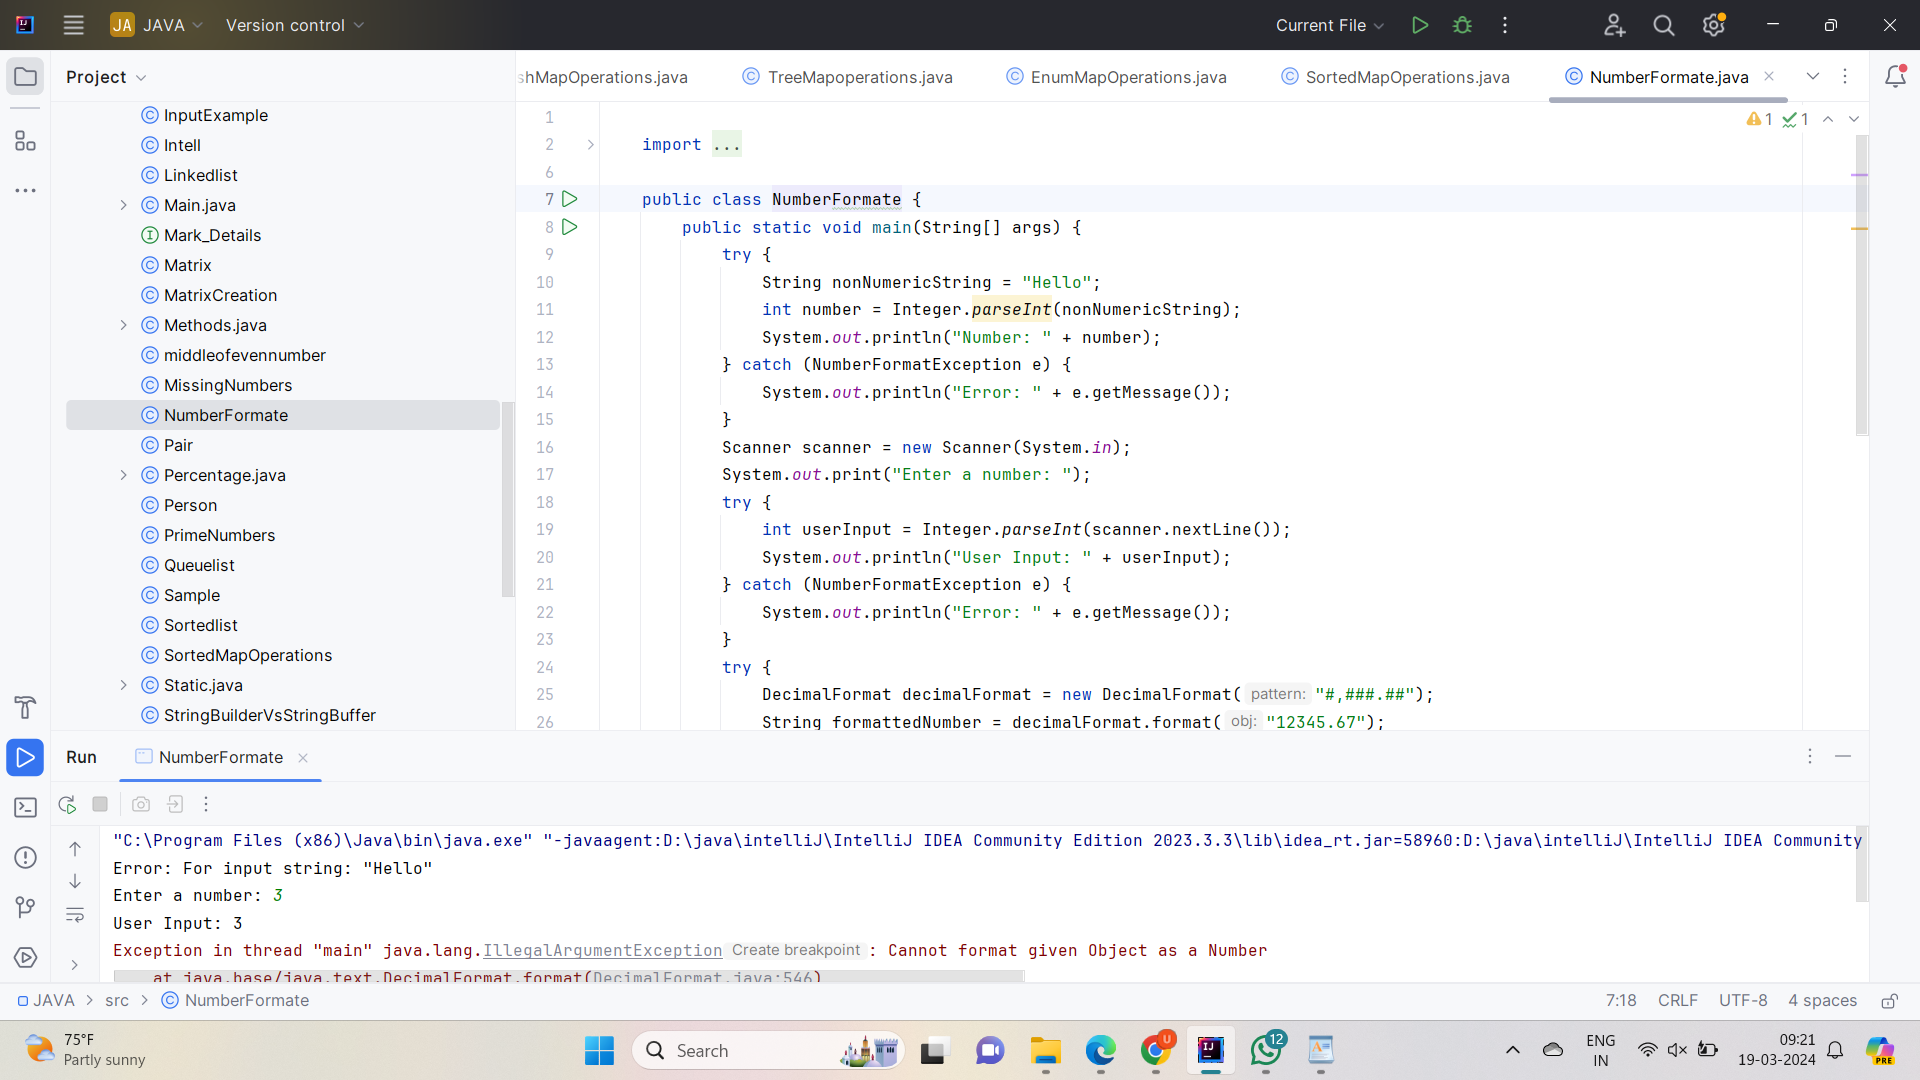 JA JAVA Version control Current File
Project
shMapOperations.java TreeMapoperations.java EnumMapOperations.java SortedMapOperations.java NumberFormate.java
InputExample
Intell
Linkedlist
Main.java
Mark_Details
Matrix
MatrixCreation
Methods.java
middleofevennumber
MissingNumbers
NumberFormate
Pair
Percentage.java
Person
PrimeNumbers
Queuelist
Sample
Sortedlist
SortedMapOperations
Static.java
StringBuilderVsStringBuffer
1 1
1
2 import ...
6
7 public class NumberFormate {
8 public static void main(String[] args) {
9 try {
10 String nonNumericString = "Hello";
11 int number = Integer.parseInt(nonNumericString);
12 System.out.println("Number: " + number);
13 } catch (NumberFormatException e) {
14 System.out.println("Error: " + e.getMessage());
15 }
16 Scanner scanner = new Scanner(System.in);
17 System.out.print("Enter a number: ");
18 try {
19 int userInput = Integer.parseInt(scanner.nextLine());
20 System.out.println("User Input: " + userInput);
21 } catch (NumberFormatException e) {
22 System.out.println("Error: " + e.getMessage());
23 }
24 try {
25 DecimalFormat decimalFormat = new DecimalFormat( pattern: "#,###.##");
26 String formattedNumber = decimalFormat.format( obj: "12345.67");
Run NumberFormate
"C:\Program Files (x86)\Java\bin\java.exe" "-javaagent:D:\java\intelliJ\IntelliJ IDEA Community Edition 2023.3.3\lib\idea_rt.jar=58960:D:\java\intelliJ\IntelliJ IDEA Community
Error: For input string: "Hello"
Enter a number: 3
User Input: 3
Exception in thread "main" java.lang.IllegalArgumentException Create breakpoint : Cannot format given Object as a Number
at java.base/java.text.DecimalFormat.format(DecimalFormat.java:546)
JAVA > src > NumberFormate 7:18 CRLF UTF-8 4 spaces
75°F
Partly sunny
Search
U
12
ENG
IN
09:21
19-03-2024
PRE